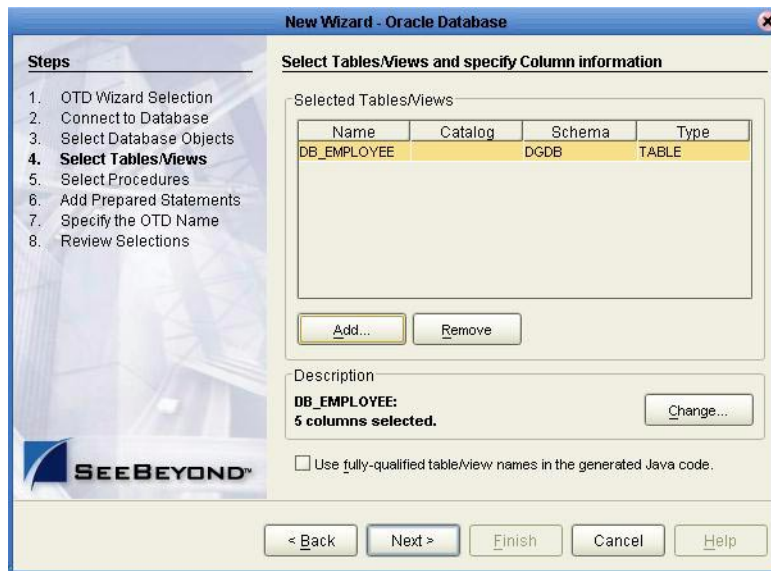 New Wizard - Oracle Database
Steps
1. OTD Wizard Selection
2. Connect to Database
3. Select Database Objects
4. Select Tables/Views
5. Select Procedures
6. Add Prepared Statements
7. Specify the OTD Name
8. Review Selections
SEEBEYOND™
Select Tables/Views and specify Column information
Selected Tables/Views
Name Catalog Schema Type
DB_EMPLOYEE DGDB TABLE
Add... Remove
Description
DB_EMPLOYEE:
5 columns selected.
Change...
Use fully-qualified table/view names in the generated Java code.
< Back Next > Finish Cancel Help